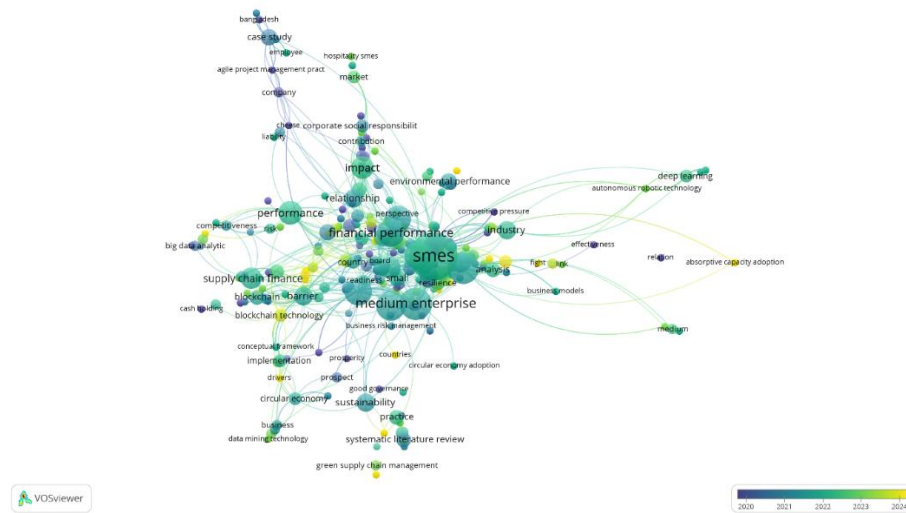 bangladesh
case study
employee
hospitality smes
agile project management pract
market
company
choose
corporate social responsibilit
liability
contribution
impact
deep learning
environmental performance
autonomous robotic technology
relationship
performance
perspective
competitive pressure
competitiveness
risk
financial performance
industry
big data analytic
effectiveness
smes
relation
country
board
absorptive capacity adoption
analysis
fight
supply chain finance
readiness
small
resilience
business models
blockchain
barrier
medium enterprise
cash holding
blockchain technology
business risk management
medium
conceptual framework
implementation
prosperity
countries
circular economy adoption
drivers
prospect
good governance
circular economy
sustainability
practice
business
data mining technology
systematic literature review
green supply chain management
VOSviewer
2020 2021 2022 2023 2024